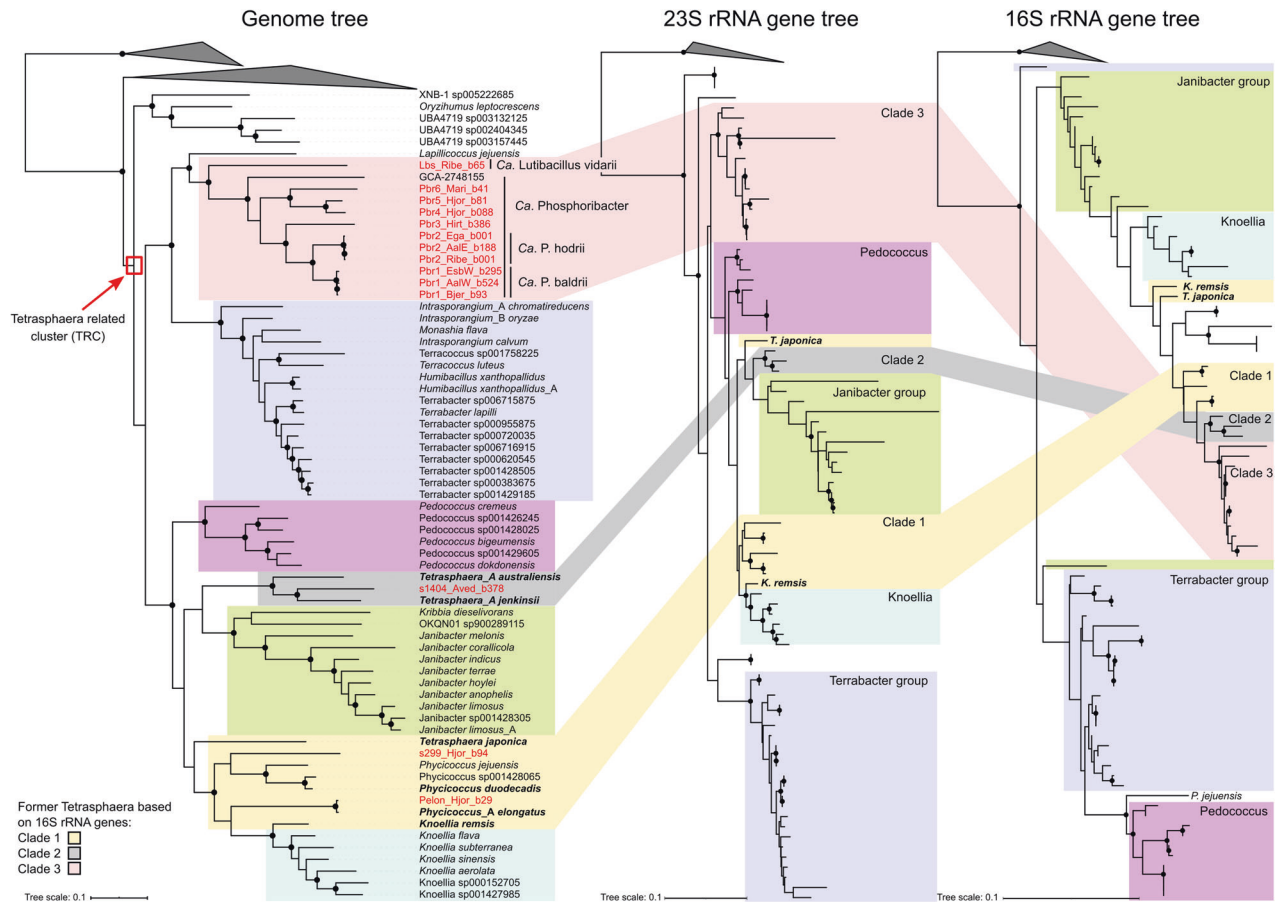 Genome tree
23S rRNA gene tree
16S rRNA gene tree
XNB-1 sp005222685
Oryzihumus leptocrescens
UBA4719 sp003132125
UBA4719 sp002404345
UBA4719 sp003157445
Lapillicoccus jejuensis
Lbs_Ribe_b65
Ca. Lutibacillus vidarii
GCA-2748155
Pbr6_Mari_b41
Pbr5_Hjor_b81
Pbr4_Hjor_b088
Ca. Phosphoribacter
Pbr3_Hirt_b386
Pbr2_Ega_b001
Pbr2_AalE_b188
Ca. P. hodrii
Pbr2_Ribe_b001
Pbr1_EsbW_b295
Pbr1_AalW_b524
Ca. P. baldrii
Pbr1_Bjer_b93
Tetrasphaera related
cluster (TRC)
Intrasporangium_A chromatireducens
Intrasporangium_B oryzae
Monashia flava
Intrasporangium calvum
Terracoccus sp001758225
Terracoccus luteus
Humibacillus xanthopallidus
Humibacillus xanthopallidus_A
Terrabacter sp006715875
Terrabacter lapilli
Terrabacter sp000955875
Terrabacter sp000720035
Terrabacter sp006716915
Terrabacter sp000620545
Terrabacter sp001428505
Terrabacter sp000383675
Terrabacter sp001429185
Pedococcus cremeus
Pedococcus sp001426245
Pedococcus sp001428025
Pedococcus bigeumensis
Pedococcus sp001429605
Pedococcus dokdonensis
Tetrasphaera_A australiensis
s1404_Aved_b378
Tetrasphaera_A jenkinsii
Kribbia dieselivorans
OKQN01 sp900289115
Janibacter melonis
Janibacter corallicola
Janibacter indicus
Janibacter terrae
Janibacter hoylei
Janibacter anophelis
Janibacter limosus
Janibacter sp001428305
Janibacter limosus_A
Tetrasphaera japonica
s299_Hjor_b94
Phycicoccus jejuensis
Phycicoccus sp001428065
Phycicoccus duodecadis
Pelon_Hjor_b29
Phycicoccus_A elongatus
Knoellia remsis
Knoellia flava
Knoellia subterranea
Knoellia sinensis
Knoellia aerolata
Knoellia sp000152705
Knoellia sp001427985
Former Tetrasphaera based
on 16S rRNA genes:
Clade 1
Clade 2
Clade 3
Tree scale: 0.1
Clade 3
Pedococcus
T. japonica
Clade 2
Janibacter group
Clade 1
K. remsis
Knoellia
Terrabacter group
Tree scale: 0.1
Janibacter group
Knoellia
K. remsis
T. japonica
Clade 1
Clade 2
Clade 3
Terrabacter group
P. jejuensis
Pedococcus
Tree scale: 0.1